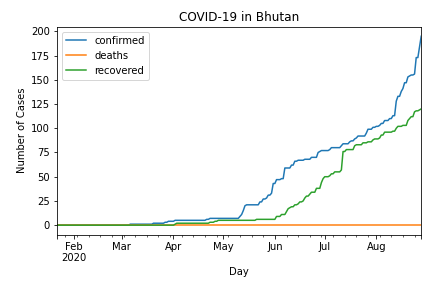 COVID-19 in Bhutan
confirmed
deaths
recovered
Number of Cases
200
175
150
125
100
75
50
25
0
Feb
2020
Mar
Apr
May
Jun
Jul
Aug
Day